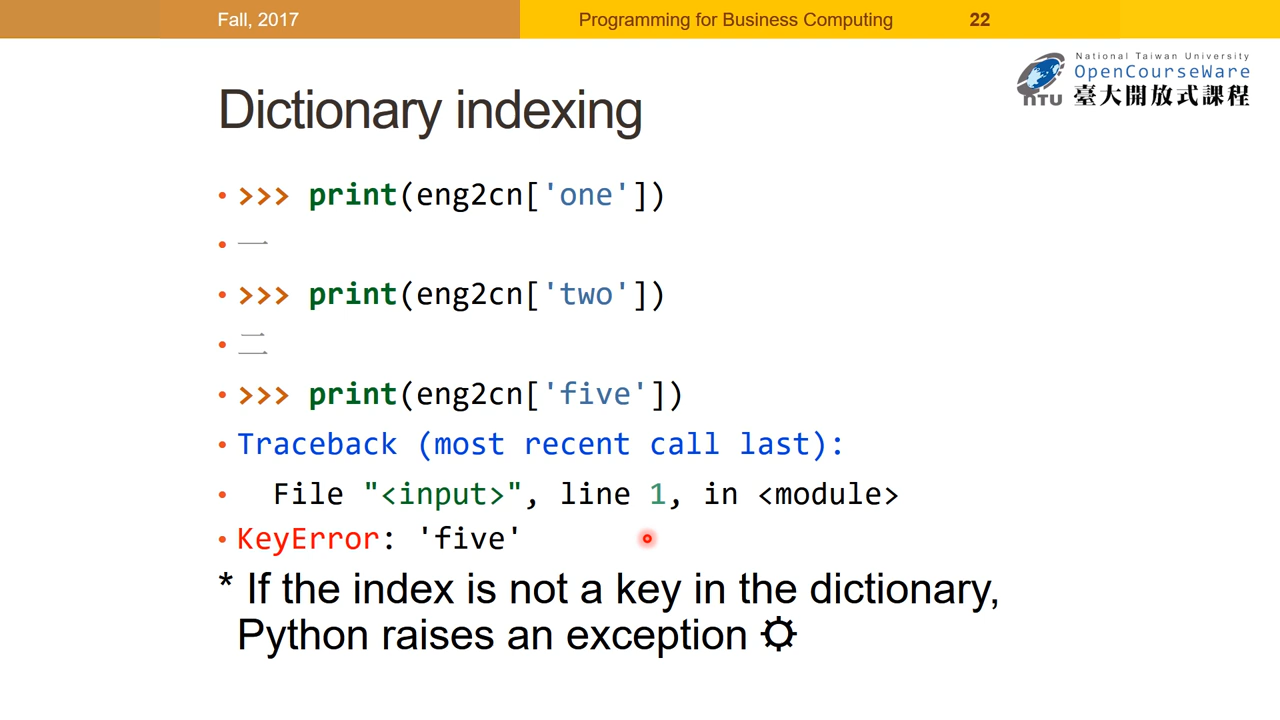 Fall, 2017
Programming for Business Computing 22
National Taiwan University
OpenCourseWare
NTU 臺大開放式課程
Dictionary indexing
• >>> print(eng2cn['one'])
• 一
• >>> print(eng2cn['two'])
• 二
• >>> print(eng2cn['five'])
• Traceback (most recent call last):
• File "<input>", line 1, in <module>
• KeyError: 'five'
* If the index is not a key in the dictionary,
Python raises an exception